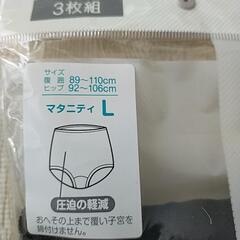 3枚組
サイズ
腹囲 89～110cm
ヒップ 92～106cm
マタニティ L
圧迫の軽減
おへその上まで覆い子宮を
締付けません。